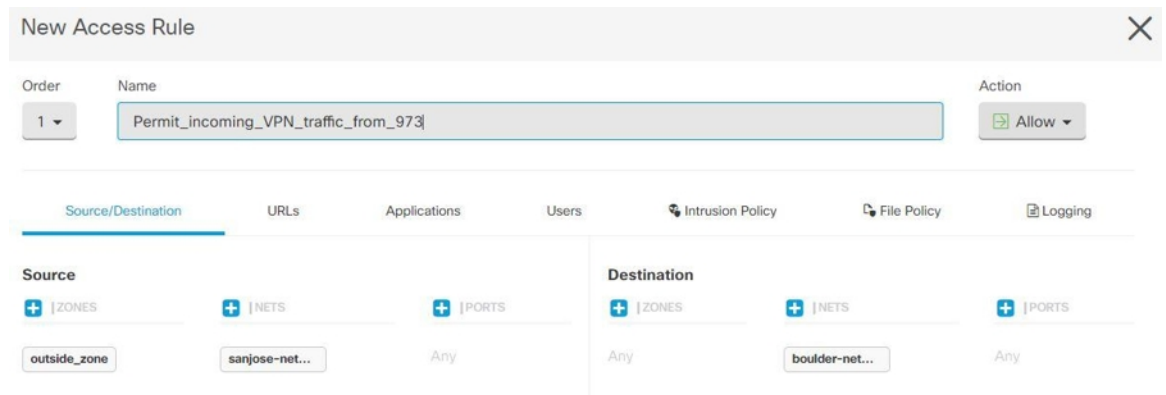 New Access Rule
Order Name Action
1 Permit_incoming_VPN_traffic_from_973 Allow
Source/Destination URLs Applications Users Intrusion Policy File Policy Logging
Source Destination
ZONES NETS PORTS ZONES NETS PORTS
outside_zone sanjose-net... Any Any boulder-net... Any